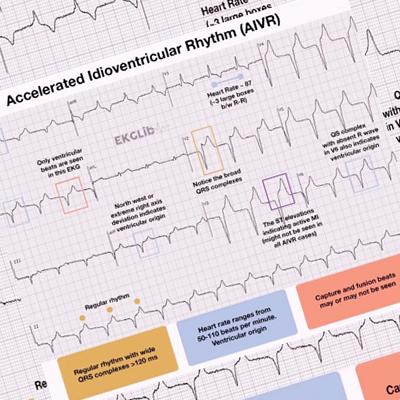 Heart Rate
(~3 large boxes
Accelerated Idioventricular Rhythm (AIVR)
Heart Rate ~ 87
(~3 large boxes
b/w R-R)
EKGLib
Only ventricular
beats are seen
in this EKG
QS complex
with absent R wave
in V6 also indicates
ventricular origin
Notice the broad
QRS complexes
North west or
extreme right axis
deviation indicates
ventricular origin
The ST elevations
indicating active MI
(might not be seen in
all AIVR cases)
Regular rhythm
Regular rhythm with wide
QRS complexes >120 ms
Heart rate ranges from
50-110 beats per minute.
Ventricular origin
Capture and fusion beats
may or may not be seen
with
in V
Re
Ca